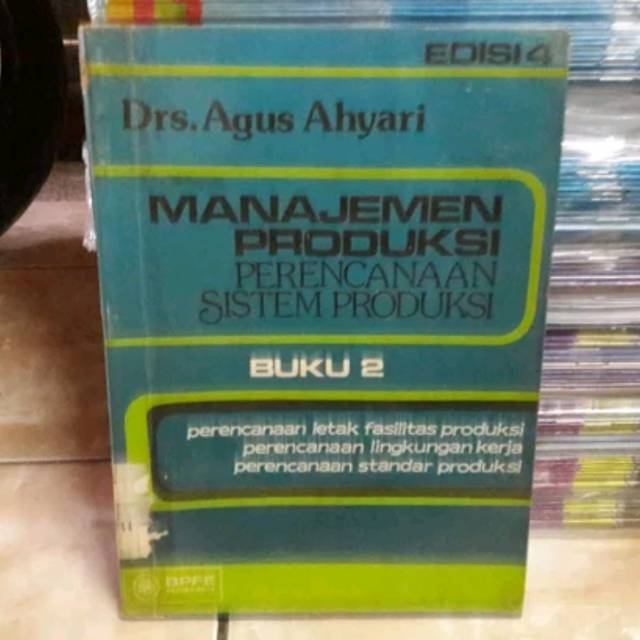 EDISI 4
Drs. Agus Ahyari
MANAJEMEN
PRODUKSI
PERENCANAAN
SISTEM PRODUKSI
BUKU 2
perencanaan letak fasilitas produksi
perencanaan lingkungan kerja
perencanaan standar produksi
BPFE